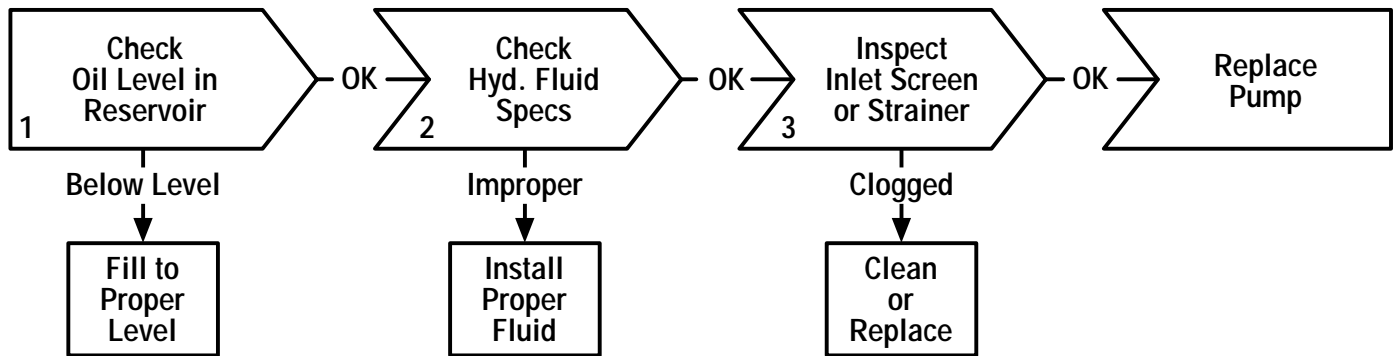 Check
Oil Level in
Reservoir
1
OK
Check
Hyd. Fluid
Specs
2
OK
Inspect
Inlet Screen
or Strainer
3
OK
Replace
Pump
Below Level
Improper
Clogged
Fill to
Proper
Level
Install
Proper
Fluid
Clean
or
Replace